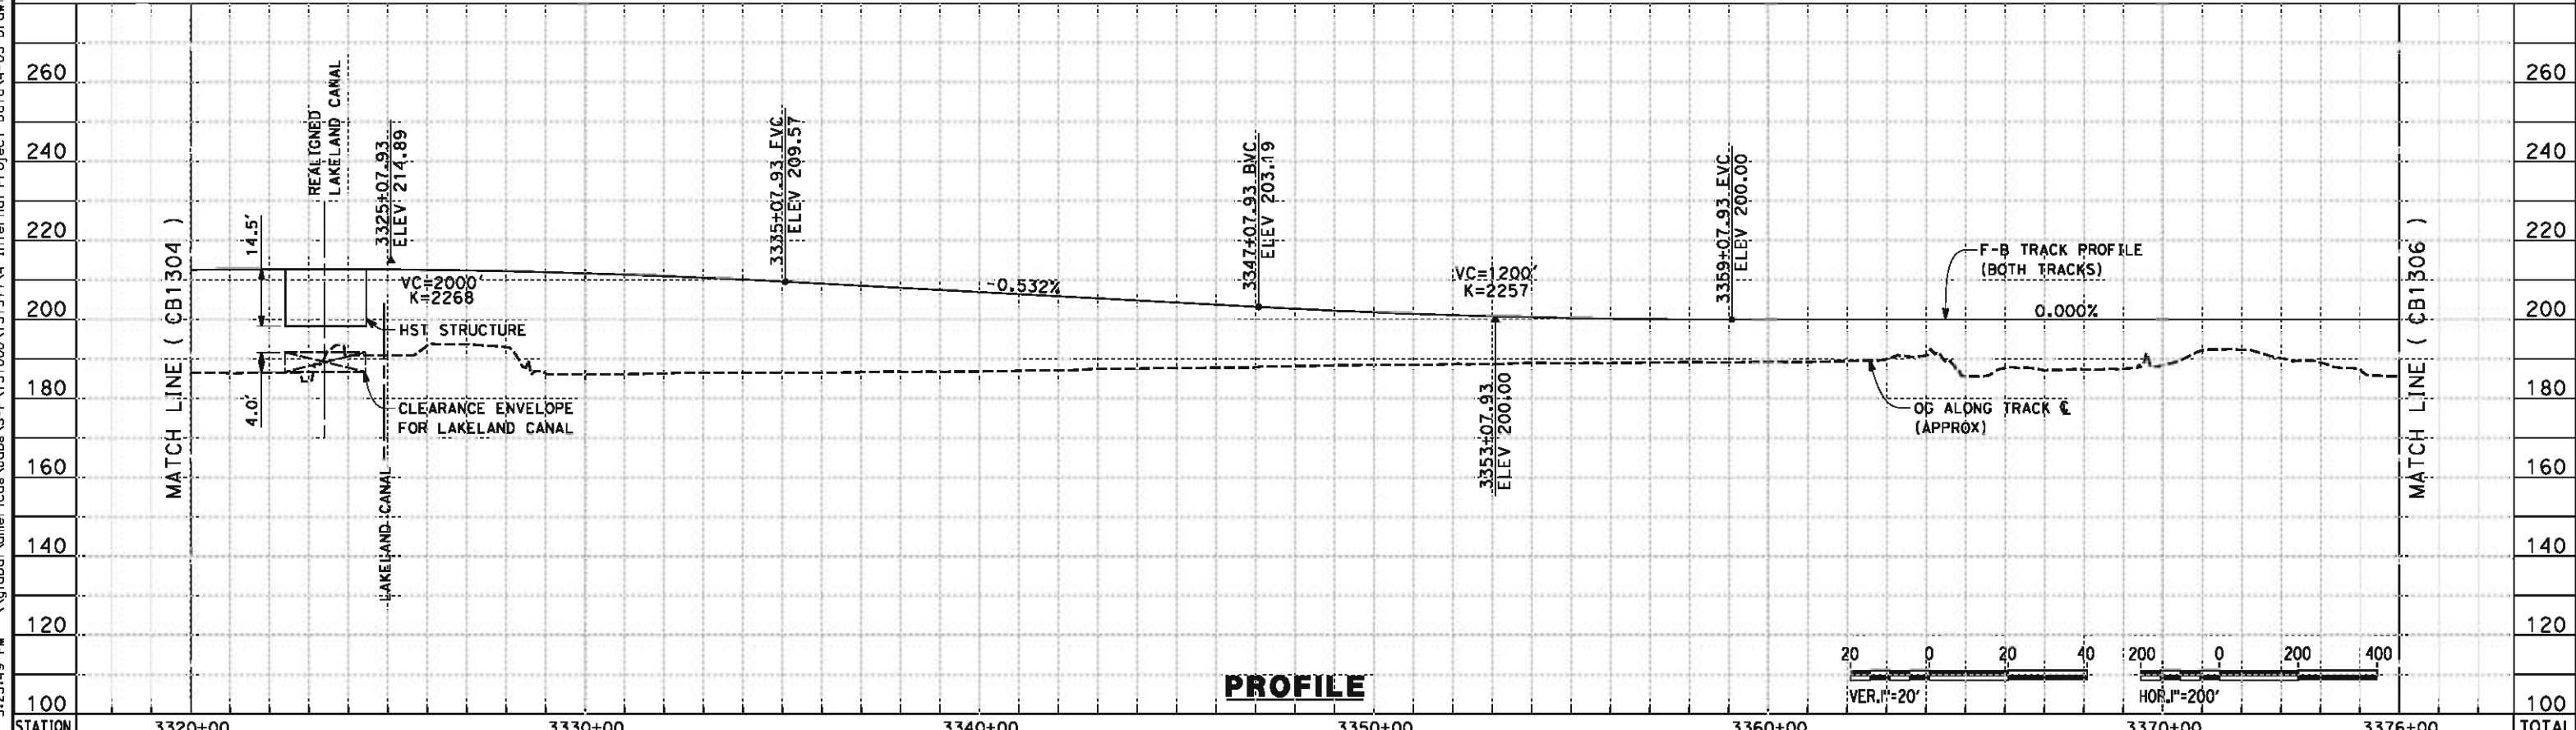 260
240
220
200
180
160
140
120
100
STATION
MATCH LINE ( CB1304 )
14.5'
4.0'
REALIGNED
LAKELAND CANAL
3325+07.93
ELEV 214.89
VC=2000'
K=2268
HST STRUCTURE
CLEARANCE ENVELOPE
FOR LAKELAND CANAL
LAKELAND CANAL
3335+07.93 EVC
ELEV 209.57
-0.532%
3347+07.93 BVC
ELEV 203.19
VC=1200'
K=2257
3353+07.93
ELEV 200.00
3359+07.93 EVC
ELEV 200.00
F-B TRACK PROFILE
(BOTH TRACKS)
0.000%
OG ALONG TRACK ℄
(APPROX)
MATCH LINE ( CB1306 )
PROFILE
20 0 20 40
VER.1"=20'
200 0 200 400
HOR.1"=200'
260
240
220
200
180
160
140
120
100
3320+00 3330+00 3340+00 3350+00 3360+00 3370+00 3376+00
TOTAL